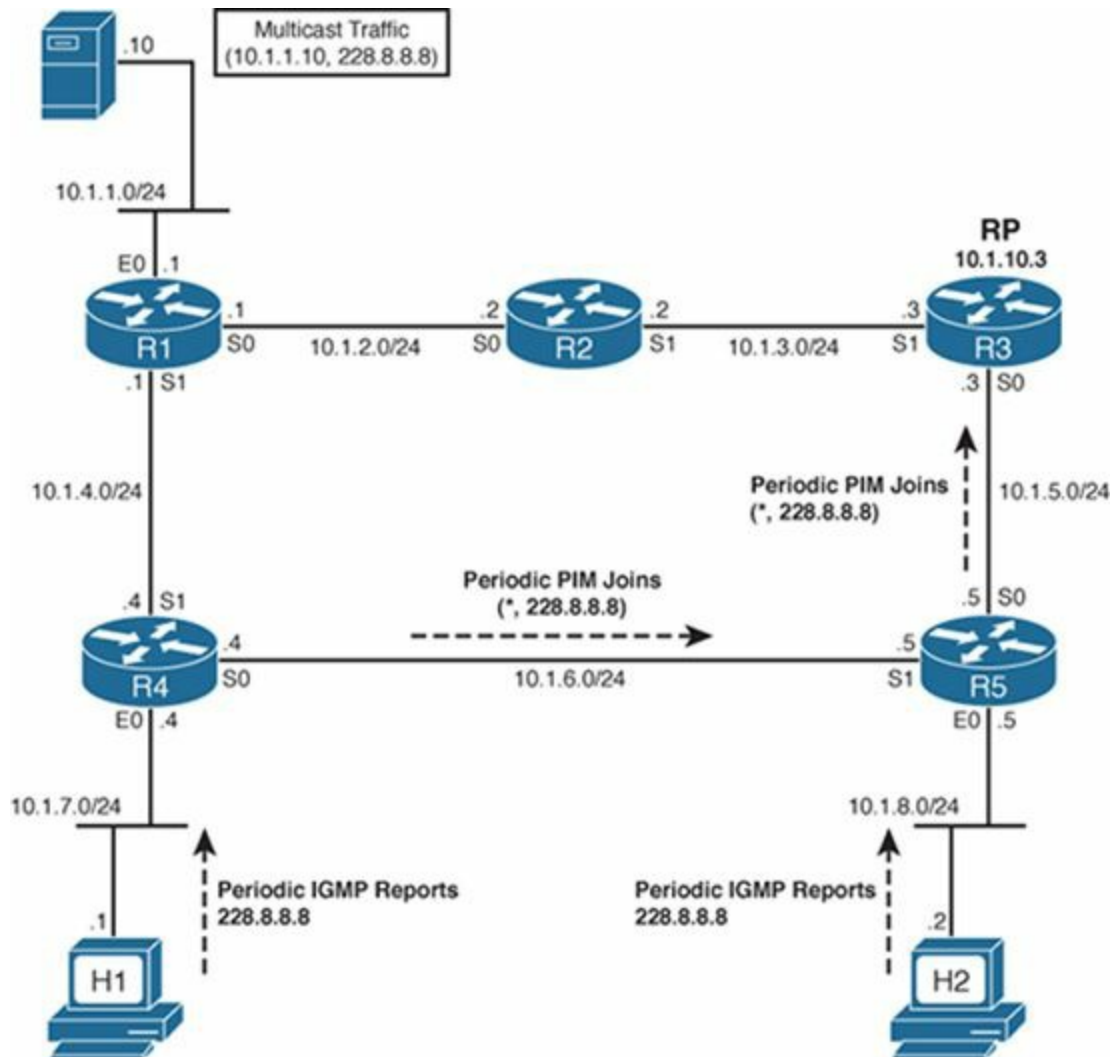 Multicast Traffic
(10.1.1.10, 228.8.8.8)
.10
10.1.1.0/24
RP
10.1.10.3
E0 .1
.1
.2
.2
.3
R1
S0
10.1.2.0/24
S0
R2
S1
10.1.3.0/24
S1
R3
.1 S1
.3 S0
10.1.4.0/24
Periodic PIM Joins
(*, 228.8.8.8)
10.1.5.0/24
Periodic PIM Joins
(*, 228.8.8.8)
.4 S1
.5 S0
.4
.5
R4
S0
10.1.6.0/24
S1
R5
E0 .4
E0 .5
10.1.7.0/24
10.1.8.0/24
Periodic IGMP Reports
228.8.8.8
Periodic IGMP Reports
228.8.8.8
.1
.2
H1
H2